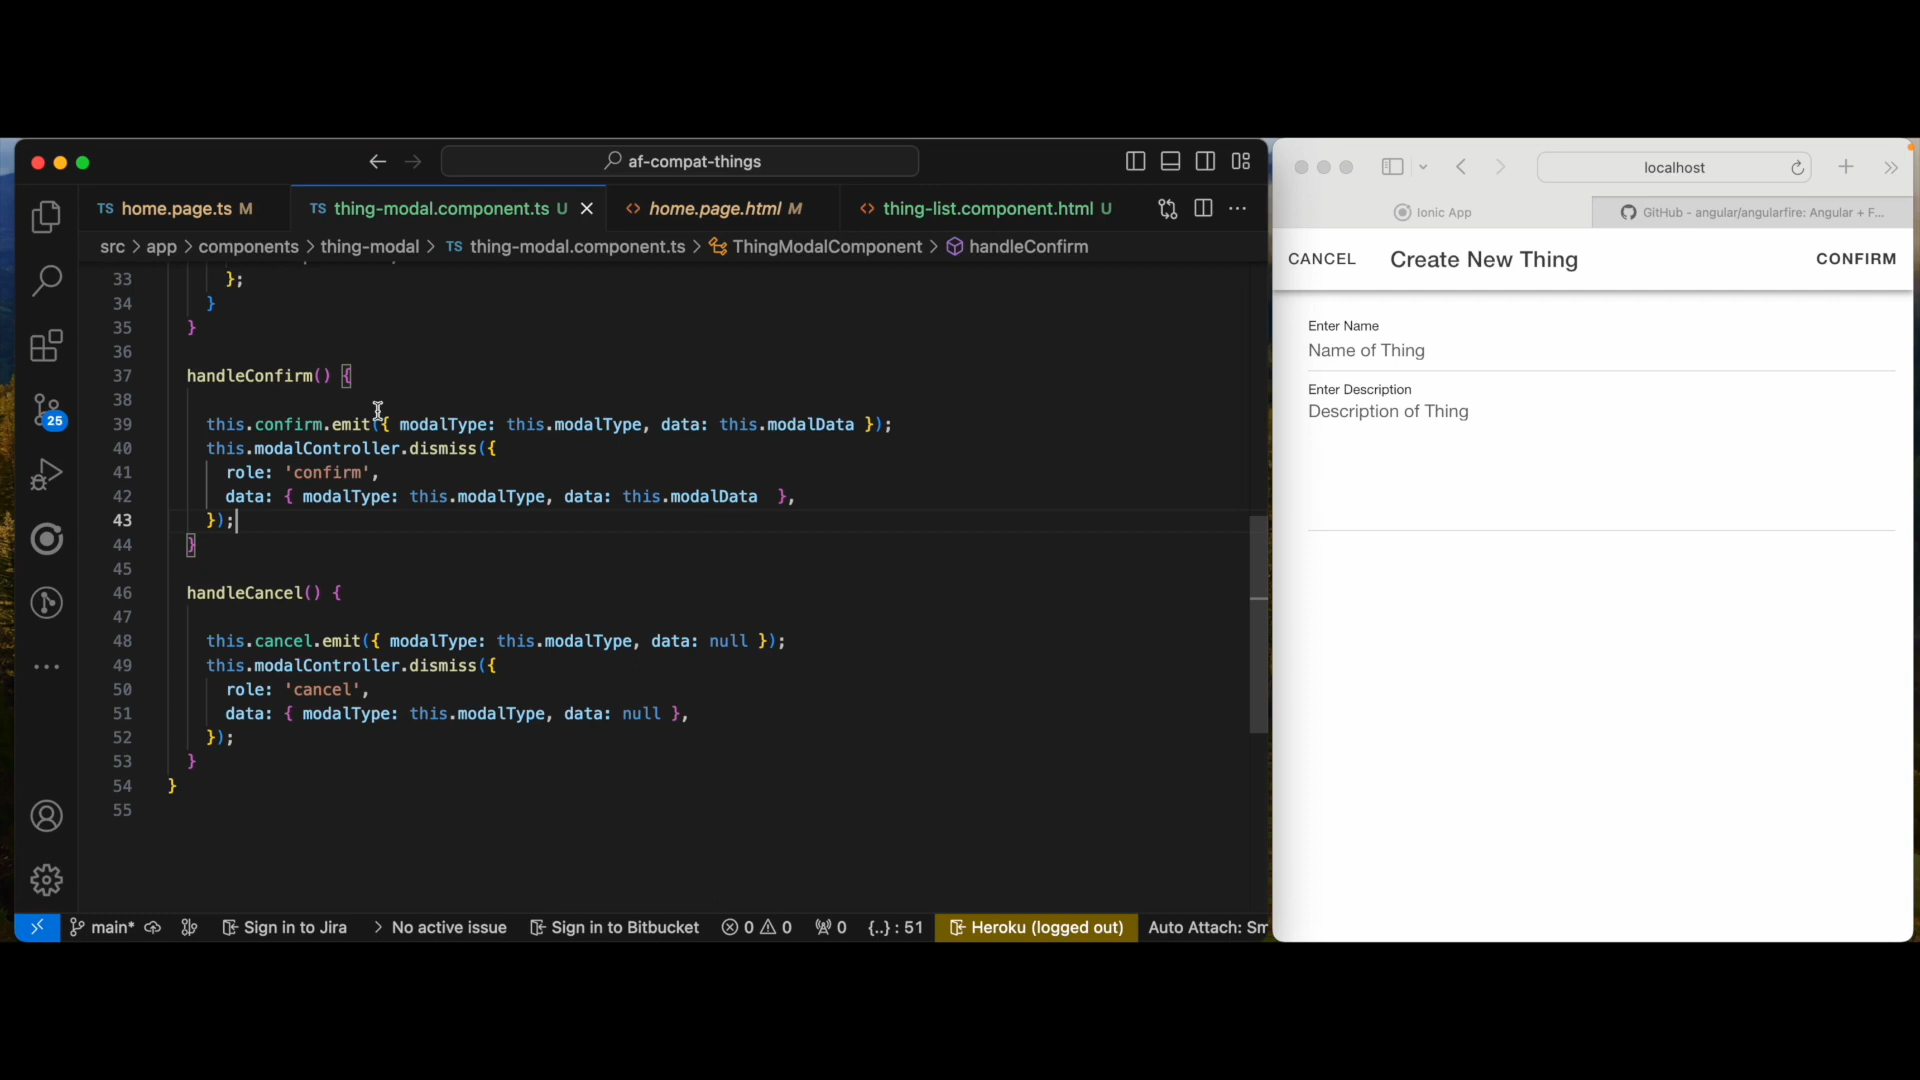 af-compat-things
TS home.page.ts M
TS thing-modal.component.ts U
<> home.page.html M
<> thing-list.component.html U
src > app > components > thing-modal > TS thing-modal.component.ts > ThingModalComponent > handleConfirm
33 };
34 }
35 }
36
37 handleConfirm() {
38
39 this.confirm.emit({ modalType: this.modalType, data: this.modalData });
40 this.modalController.dismiss({
41 role: 'confirm',
42 data: { modalType: this.modalType, data: this.modalData },
43 });
44 }
45
46 handleCancel() {
47
48 this.cancel.emit({ modalType: this.modalType, data: null });
49 this.modalController.dismiss({
50 role: 'cancel',
51 data: { modalType: this.modalType, data: null },
52 });
53 }
54 }
55
25
main* Sign in to Jira > No active issue Sign in to Bitbucket 0 0 0 {..} : 51 Heroku (logged out) Auto Attach: Sm
localhost
Ionic App
GitHub - angular/angularfire: Angular + F...
CANCEL Create New Thing CONFIRM
Enter Name
Name of Thing
Enter Description
Description of Thing